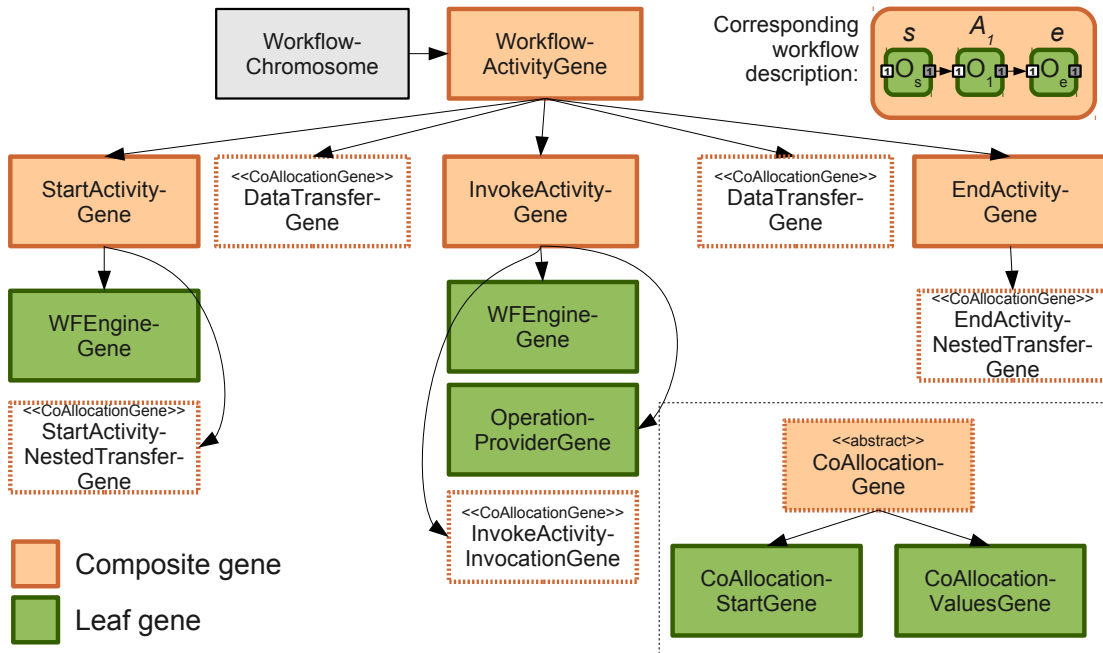 Workflow-
Chromosome
Workflow-
ActivityGene
Corresponding
workflow
description:
s
A1
e
1 Os 1
1 O1 1
1 Oe 1
StartActivity-
Gene
<<CoAllocationGene>>
DataTransfer-
Gene
InvokeActivity-
Gene
<<CoAllocationGene>>
DataTransfer-
Gene
EndActivity-
Gene
WFEngine-
Gene
WFEngine-
Gene
<<CoAllocationGene>>
EndActivity-
NestedTransfer-
Gene
<<CoAllocationGene>>
StartActivity-
NestedTransfer-
Gene
Operation-
ProviderGene
<<CoAllocationGene>>
InvokeActivity-
InvocationGene
<<abstract>>
CoAllocation-
Gene
CoAllocation-
StartGene
CoAllocation-
ValuesGene
Composite gene
Leaf gene